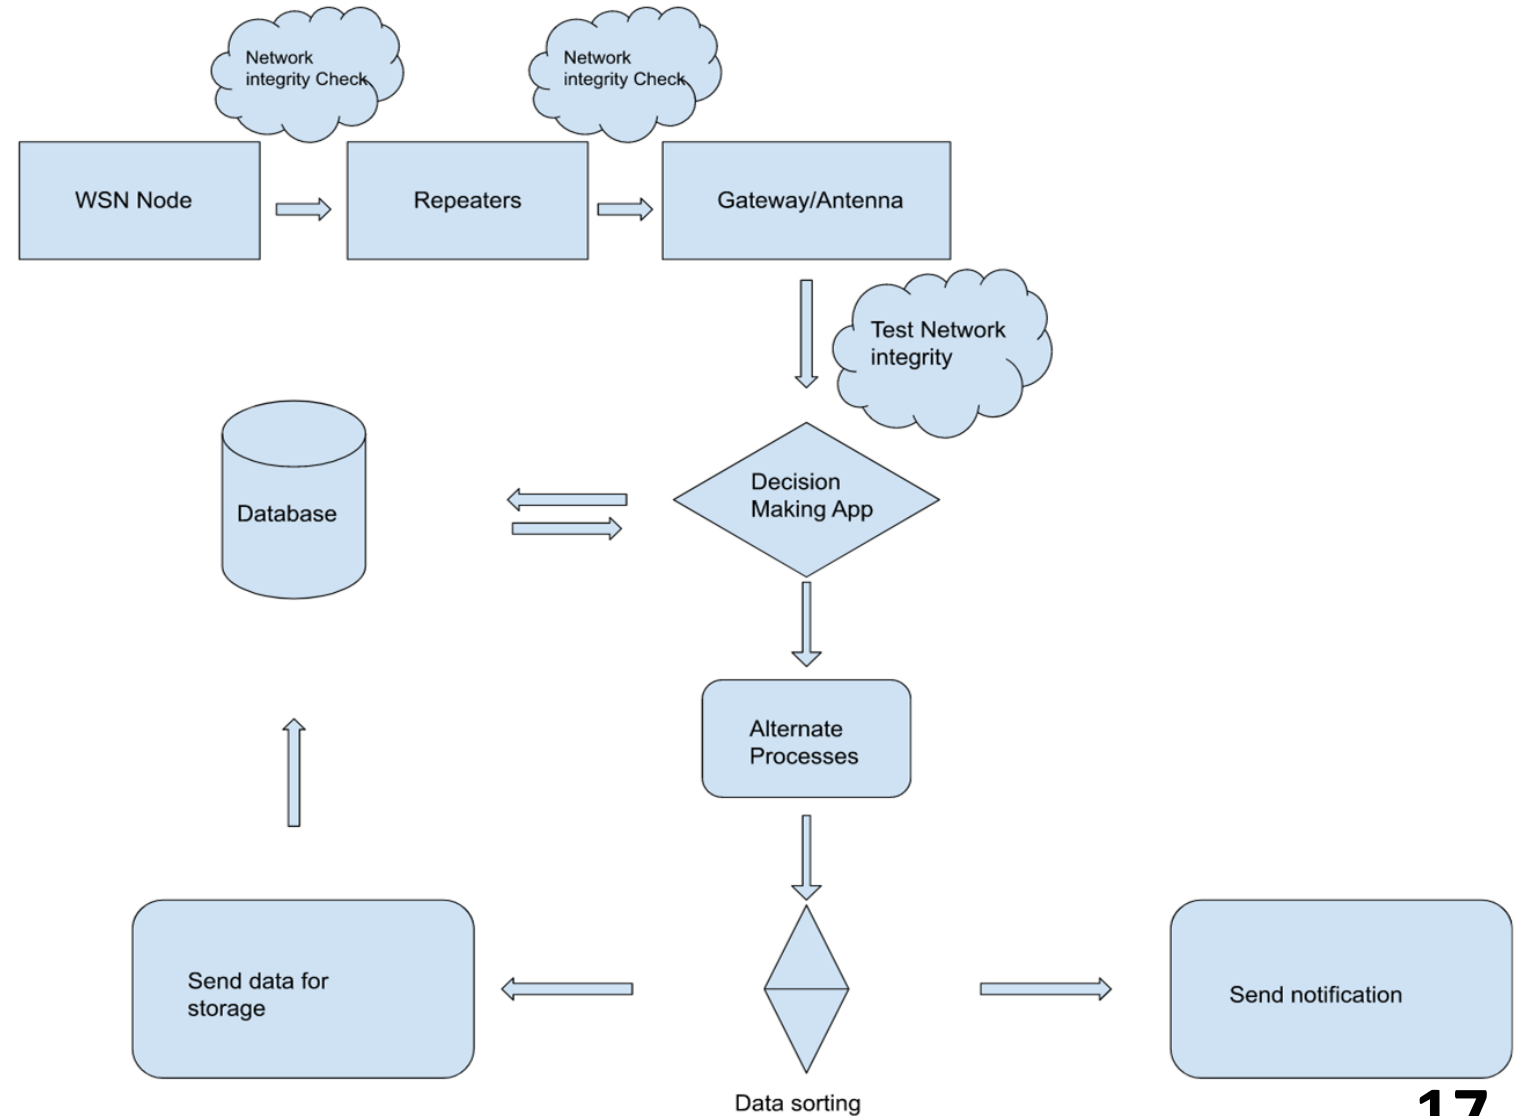 Network
integrity Check
Network
integrity Check
WSN Node
Repeaters
Gateway/Antenna
Test Network
integrity
Decision
Making App
Database
Alternate
Processes
Send data for
storage
Send notification
Data sorting
17